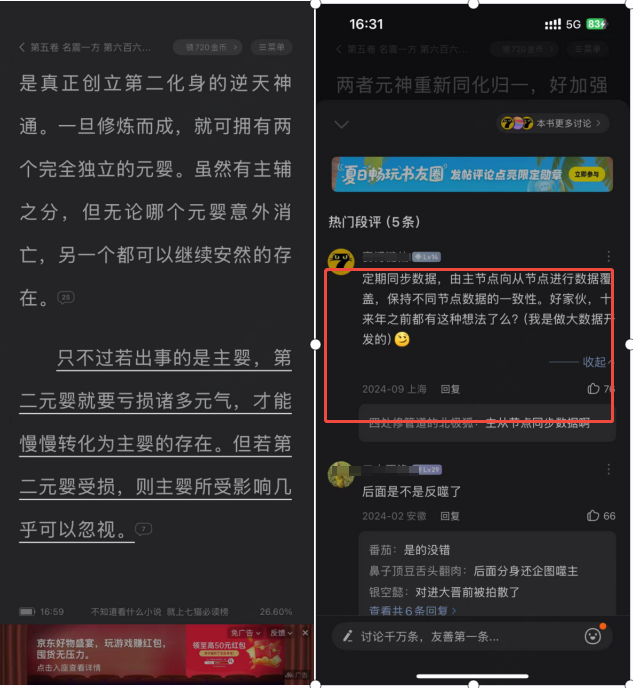 第五卷 名震一方 第六百六...
领720金币
菜单
是真正创立第二化身的逆天神
通。一旦修炼而成，就可拥有两
个完全独立的元婴。虽然有主辅
之分，但无论哪个元婴意外消
亡，另一个都可以继续安然的存
在。
25
只不过若出事的是主婴，第
二元婴就要亏损诸多元气，才能
慢慢转化为主婴的存在。但若第
二元婴受损，则主婴所受影响几
乎可以忽视。
7
16:59
不知道看什么小说 就上七猫必读榜
26.60%
京东好物盛宴，玩游戏赚红包，
囤货无压力。
点击入座查看详情
免广告
反馈
领至高50元红包
广告
16:31
5G
83
第五卷 名震一方 第六百六...
领720金币
菜单
两者元神重新同化归一，好加强
本书更多讨论
夏日畅玩书友圈
发帖评论点亮限定勋章
立即参与
热门段评（5条）
Lv14
定期同步数据，由主节点向从节点进行数据覆
盖，保持不同节点数据的一致性。好家伙，十
来年之前都有这种想法了么？（我是做大数据开
发的）
收起
2024-09 上海
回复
76
四处修管道的北极狐：主从节点同步数据啊
Lv29
后面是不是反噬了
2024-02 安徽
回复
66
番茄：是的没错
鼻子顶豆舌头翻肉：后面分身还企图噬主
银空懿：对进大晋前被拍散了
查看共6条回复
讨论千万条，友善第一条...